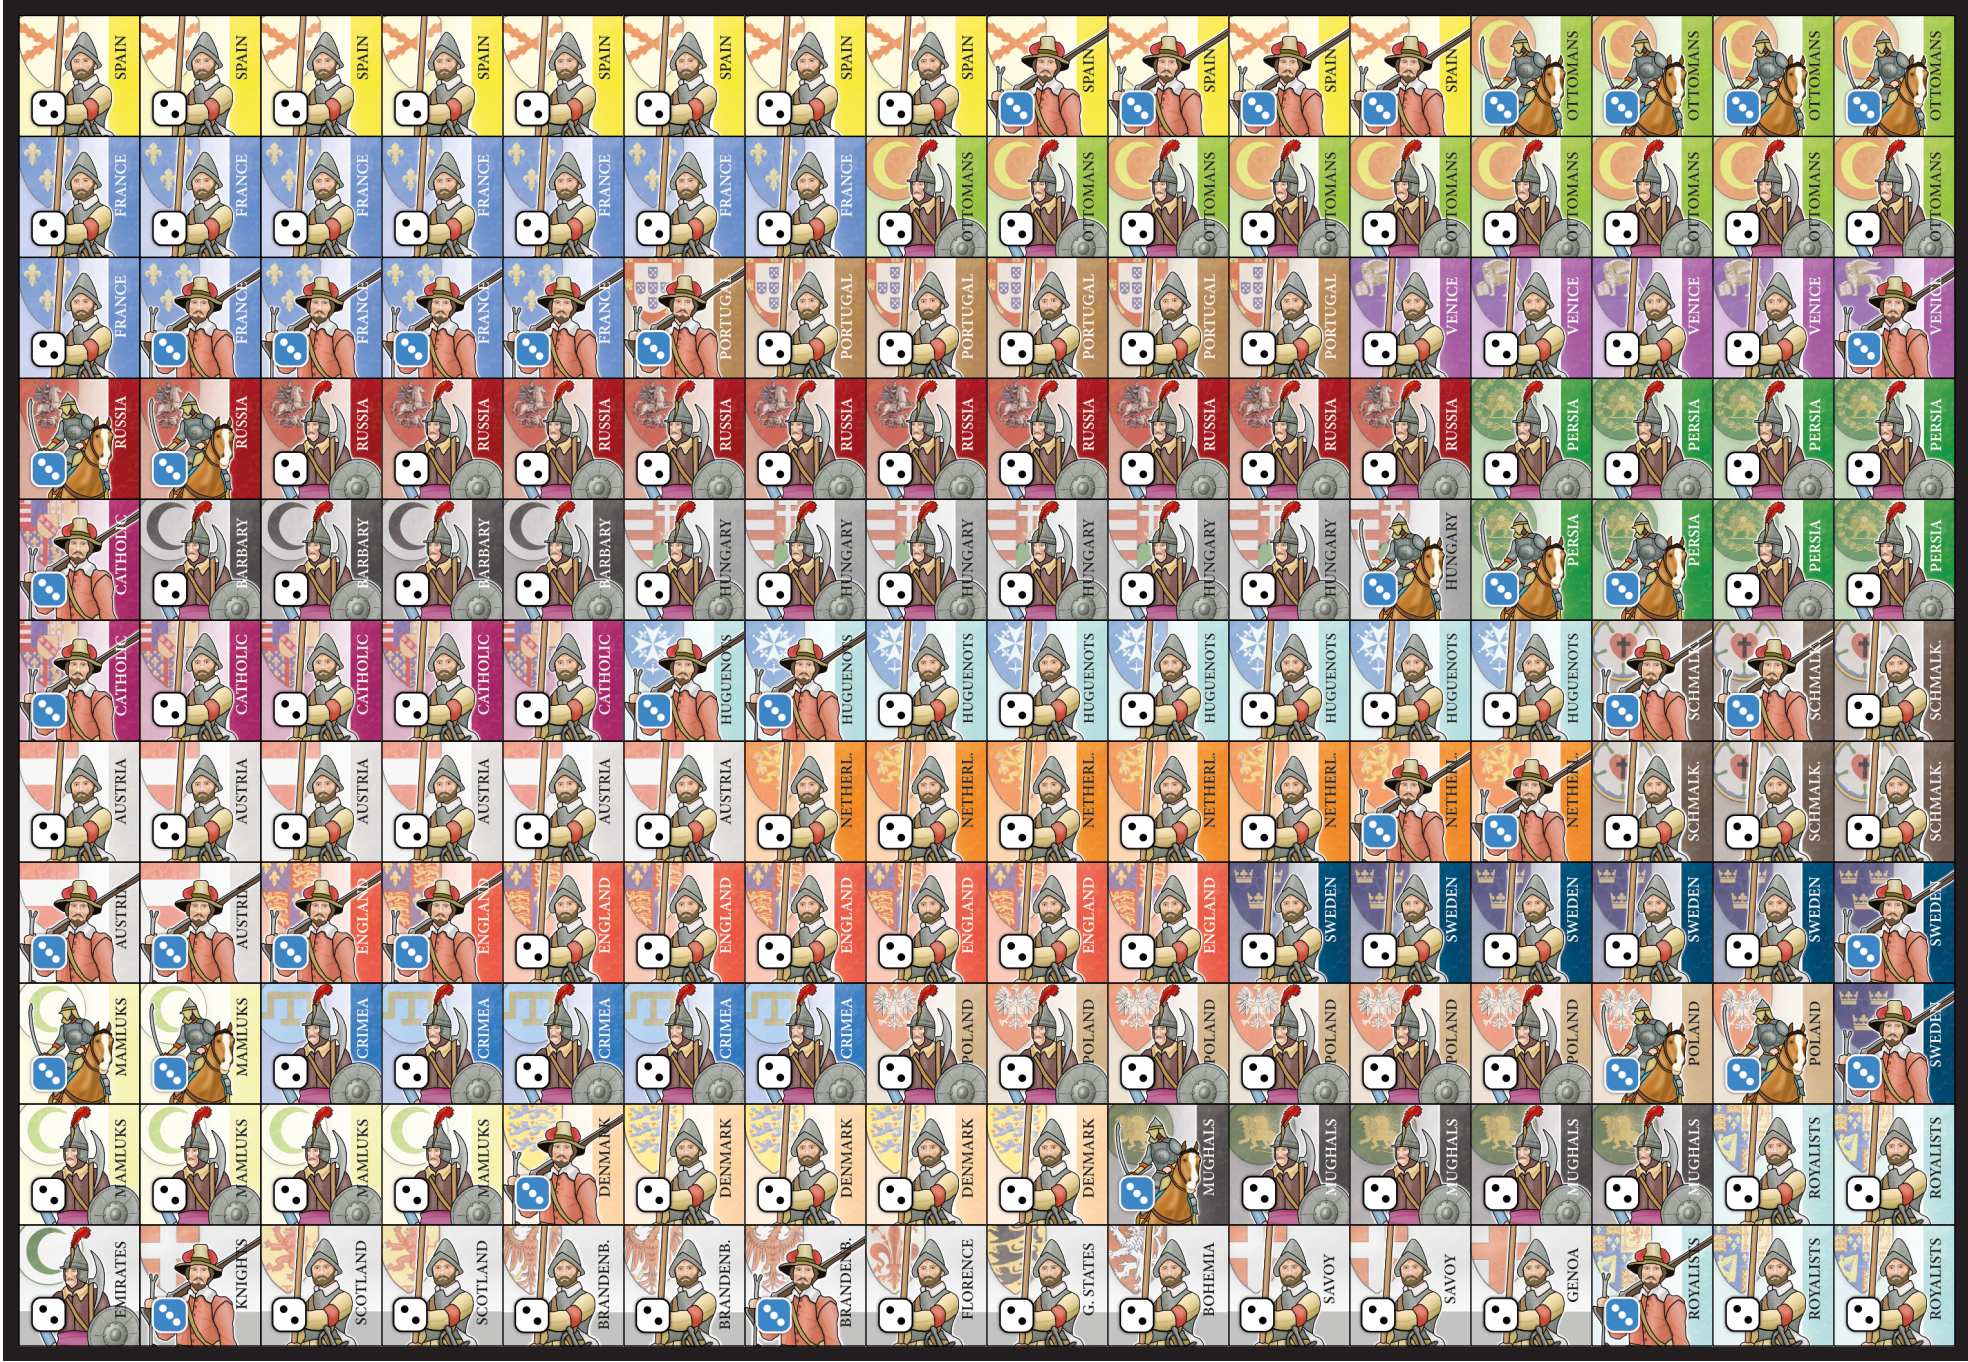 SPAIN SPAIN SPAIN SPAIN SPAIN SPAIN SPAIN SPAIN SPAIN SPAIN SPAIN SPAIN OTTOMANS OTTOMANS OTTOMANS OTTOMANS
FRANCE FRANCE FRANCE FRANCE FRANCE FRANCE FRANCE OTTOMANS OTTOMANS OTTOMANS OTTOMANS OTTOMANS OTTOMANS OTTOMANS OTTOMANS OTTOMANS
FRANCE FRANCE FRANCE FRANCE FRANCE PORTUGAL PORTUGAL PORTUGAL PORTUGAL PORTUGAL PORTUGAL VENICE VENICE VENICE VENICE VENICE
RUSSIA RUSSIA RUSSIA RUSSIA RUSSIA RUSSIA RUSSIA RUSSIA RUSSIA RUSSIA RUSSIA RUSSIA PERSIA PERSIA PERSIA PERSIA
CATHOLIC BARBARY BARBARY BARBARY BARBARY HUNGARY HUNGARY HUNGARY HUNGARY HUNGARY HUNGARY HUNGARY PERSIA PERSIA PERSIA PERSIA
CATHOLIC CATHOLIC CATHOLIC CATHOLIC CATHOLIC HUGUENOTS HUGUENOTS HUGUENOTS HUGUENOTS HUGUENOTS HUGUENOTS HUGUENOTS HUGUENOTS SCHMALK. SCHMALK. SCHMALK.
AUSTRIA AUSTRIA AUSTRIA AUSTRIA AUSTRIA AUSTRIA NETHERL. NETHERL. NETHERL. NETHERL. NETHERL. NETHERL. NETHERL. SCHMALK. SCHMALK. SCHMALK.
AUSTRIA AUSTRIA ENGLAND ENGLAND ENGLAND ENGLAND ENGLAND ENGLAND ENGLAND ENGLAND SWEDEN SWEDEN SWEDEN SWEDEN SWEDEN SWEDEN
MAMLUKS MAMLUKS CRIMEA CRIMEA CRIMEA CRIMEA CRIMEA POLAND POLAND POLAND POLAND POLAND POLAND POLAND POLAND SWEDEN
MAMLUKS MAMLUKS MAMLUKS MAMLUKS DENMARK DENMARK DENMARK DENMARK DENMARK MUGHALS MUGHALS MUGHALS MUGHALS MUGHALS ROYALISTS ROYALISTS
EMIRATES KNIGHTS SCOTLAND SCOTLAND BRANDENB. BRANDENB. BRANDENB. FLORENCE G. STATES BOHEMIA SAVOY SAVOY GENOA ROYALISTS ROYALISTS ROYALISTS